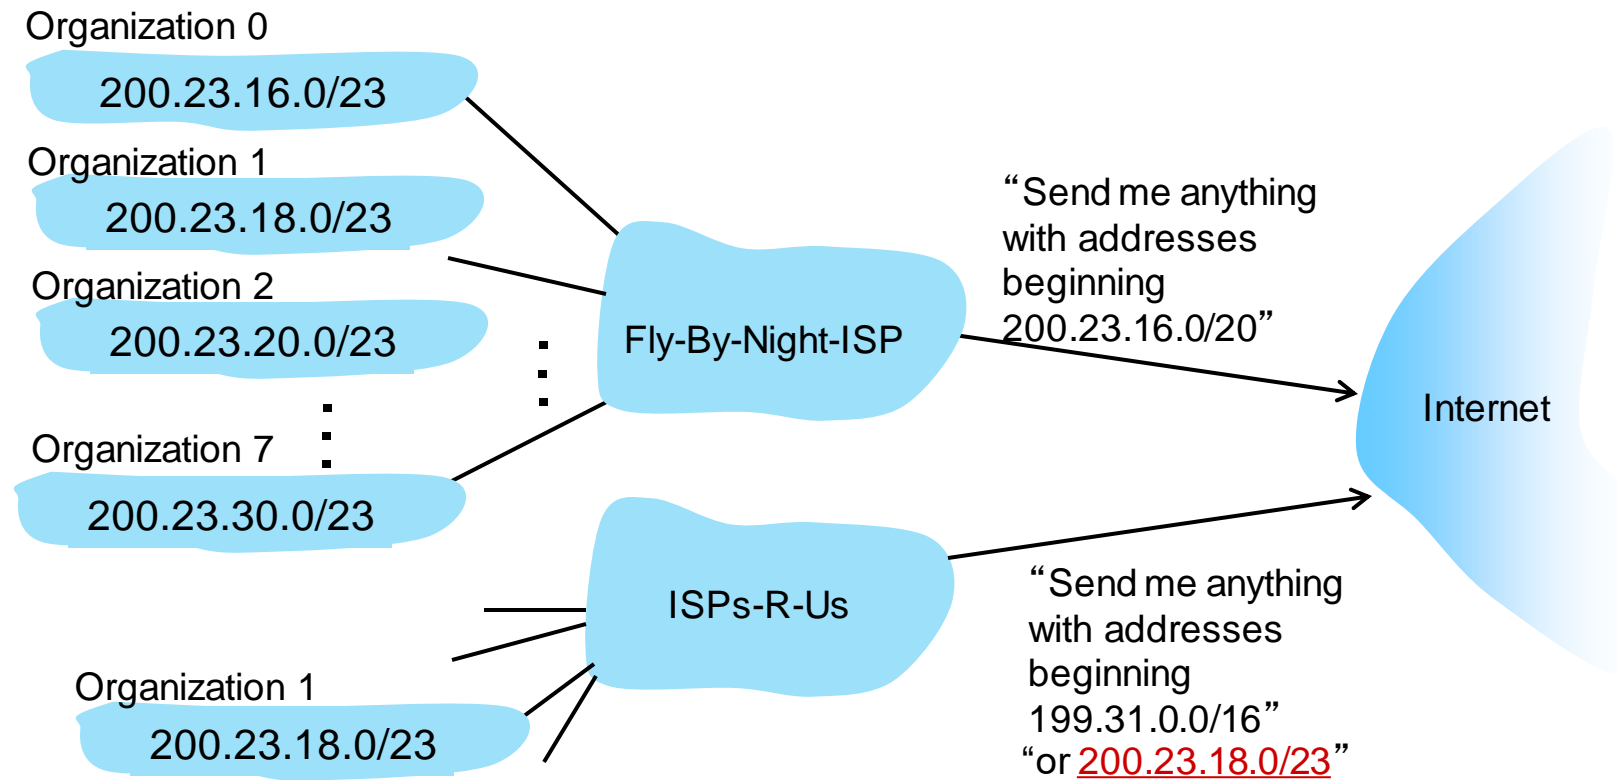 Organization 0
200.23.16.0/23
Organization 1
200.23.18.0/23
Organization 2
200.23.20.0/23
Organization 7
200.23.30.0/23
Fly-By-Night-ISP
“Send me anything
with addresses
beginning
200.23.16.0/20”
Internet
ISPs-R-Us
Organization 1
200.23.18.0/23
“Send me anything
with addresses
beginning
199.31.0.0/16”
“or 200.23.18.0/23”